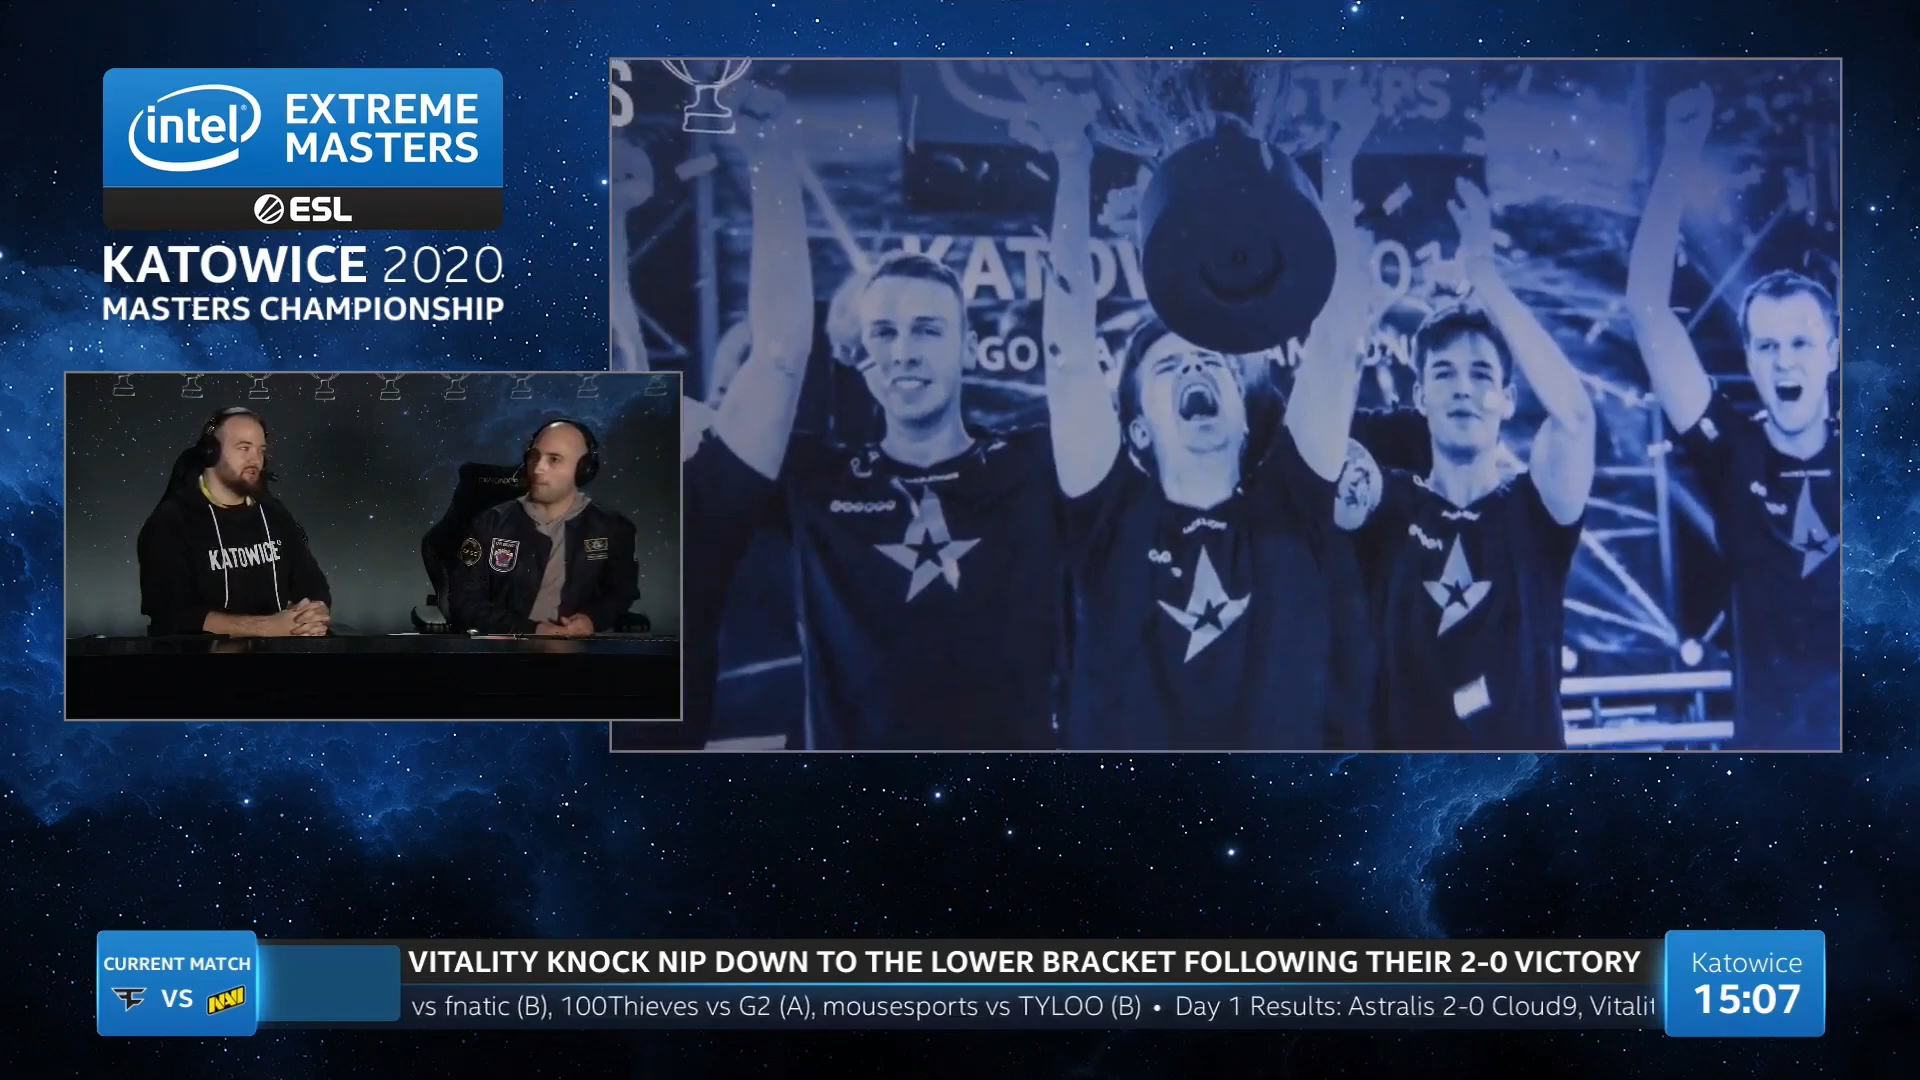 intel
EXTREME
MASTERS
ESL
KATOWICE 2020
MASTERS CHAMPIONSHIP
KATOWICE
CURRENT MATCH
VS
NAVI
VITALITY KNOCK NIP DOWN TO THE LOWER BRACKET FOLLOWING THEIR 2-0 VICTORY
vs fnatic (B), 100Thieves vs G2 (A), mousesports vs TYLOO (B) • Day 1 Results: Astralis 2-0 Cloud9, Vitalit
Katowice
15:07